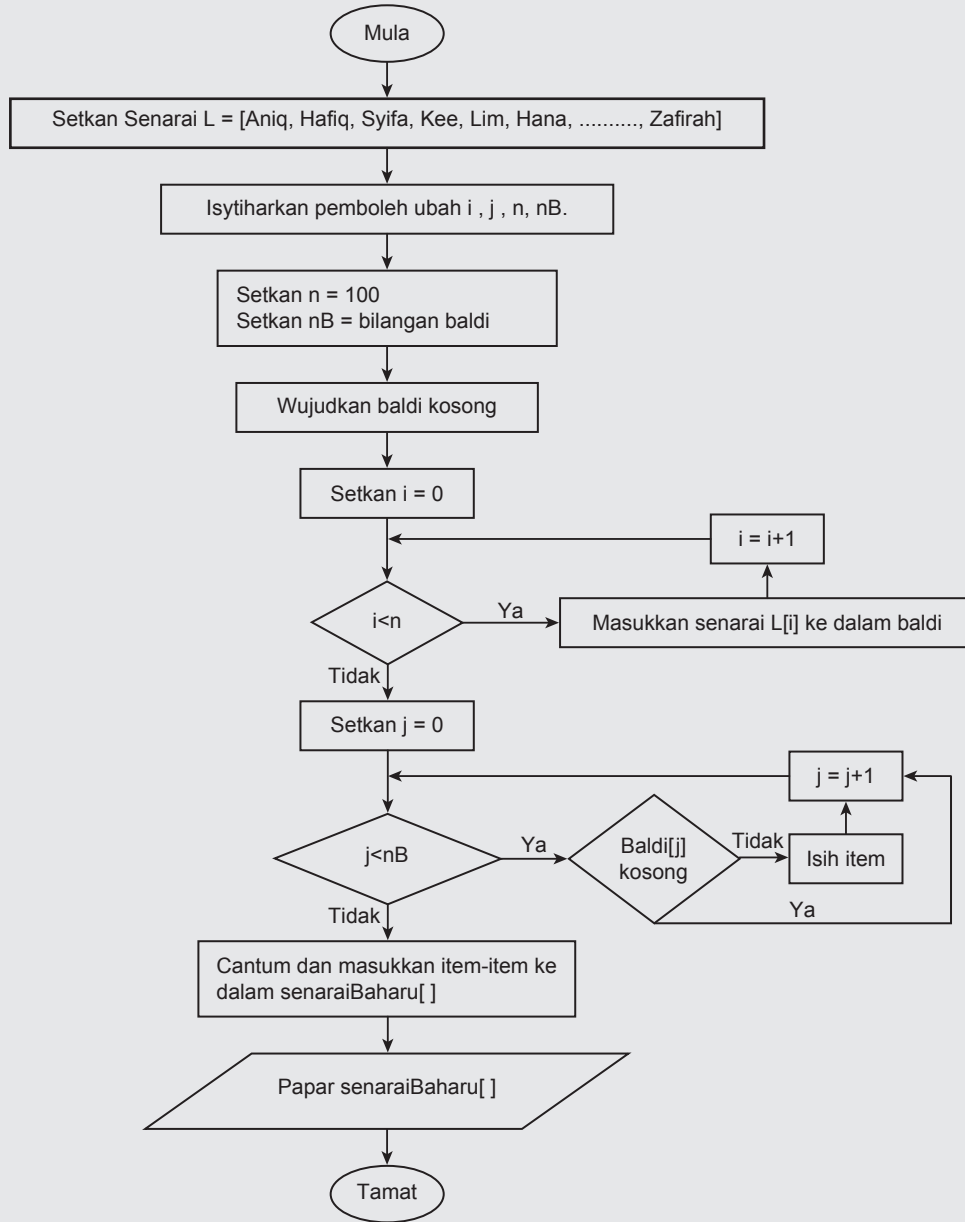 Mula
Setkan Senarai L = [Aniq, Hafiq, Syifa, Kee, Lim, Hana, .........., Zafirah]
Isytiharkan pemboleh ubah i , j , n, nB.
Setkan n = 100
Setkan nB = bilangan baldi
Wujudkan baldi kosong
Setkan i = 0
i = i+1
i<n
Ya
Masukkan senarai L[i] ke dalam baldi
Tidak
Setkan j = 0
j = j+1
j<nB
Ya
Baldi[j]
kosong
Tidak
Isih item
Ya
Tidak
Cantum dan masukkan item-item ke
dalam senaraiBaharu[ ]
Papar senaraiBaharu[ ]
Tamat